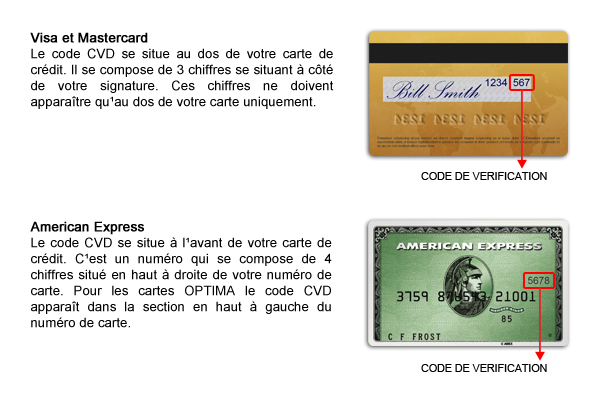 Visa et Mastercard
Le code CVD se situe au dos de votre carte de
crédit. Il se compose de 3 chiffres se situant à côté
de votre signature. Ces chiffres ne doivent
apparaître qu¹au dos de votre carte uniquement.
1234 567
Bill Smith
CODE DE VERIFICATION
American Express
Le code CVD se situe à l¹avant de votre carte de
crédit. C¹est un numéro qui se compose de 4
chiffres situé en haut à droite de votre numéro de
carte. Pour les cartes OPTIMA le code CVD
apparaît dans la section en haut à gauche du
numéro de carte.
AMERICAN EXPRESS
5678
3759 21001
85
C F FROST
CODE DE VERIFICATION